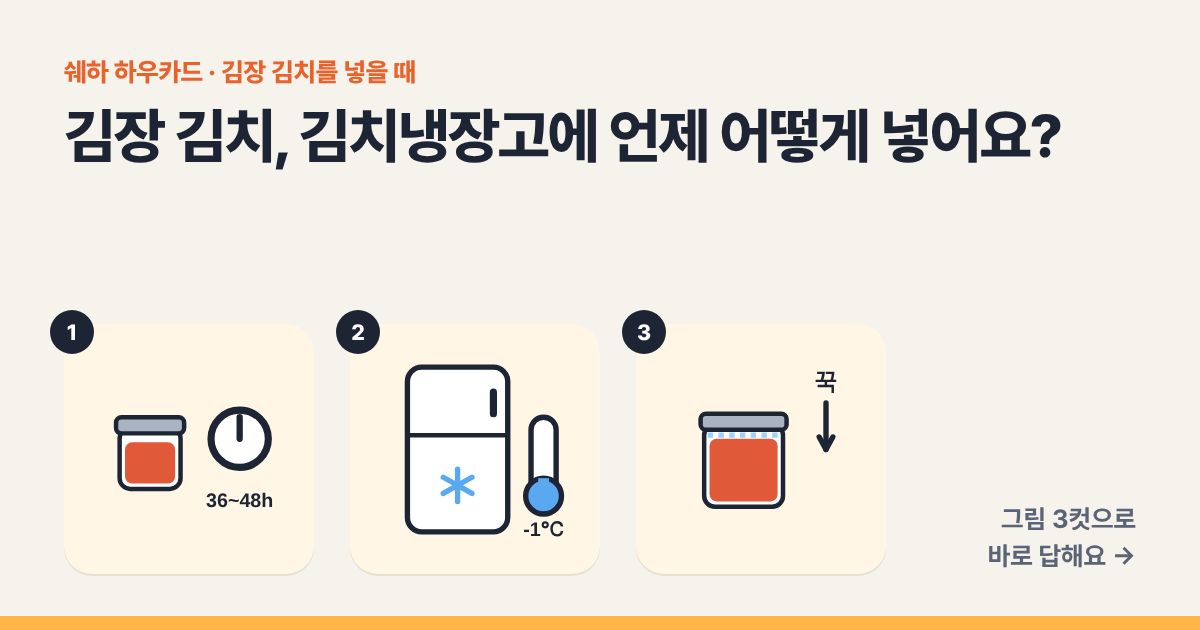 쉐하 하우카드 · 김장 김치를 넣을 때
김장 김치, 김치냉장고에 언제 어떻게 넣어요?
1
2
3
꾹
36~48h
-1°C
그림 3컷으로
바로 답해요 →